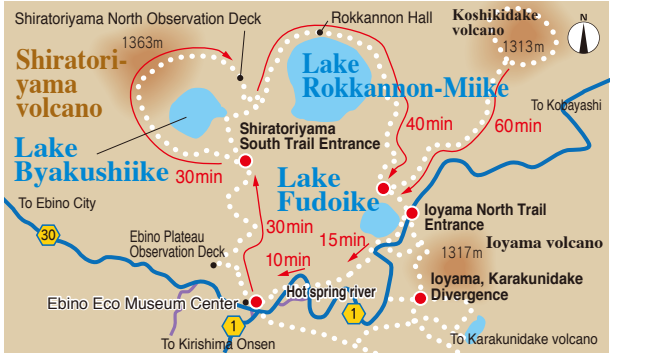 Shiratoriyama North Observation Deck
Rokkannon Hall
Koshikidake
volcano
1313m
N
1363m
Shiratori-
yama
volcano
Lake
Rokkannon-Miike
To Kobayashi
40min
60min
Shiratoriyama
South Trail Entrance
Lake
Byakushiike
30min
Lake
Fudoike
To Ebino City
30
Ioyama North Trail
Entrance
30min
15min
Ebino Plateau
Observation Deck
10min
1317m
Ioyama volcano
Ioyama, Karakunidake
Divergence
Hot spring river
Ebino Eco Museum Center
1
1
To Kirishima Onsen
To Karakunidake volcano